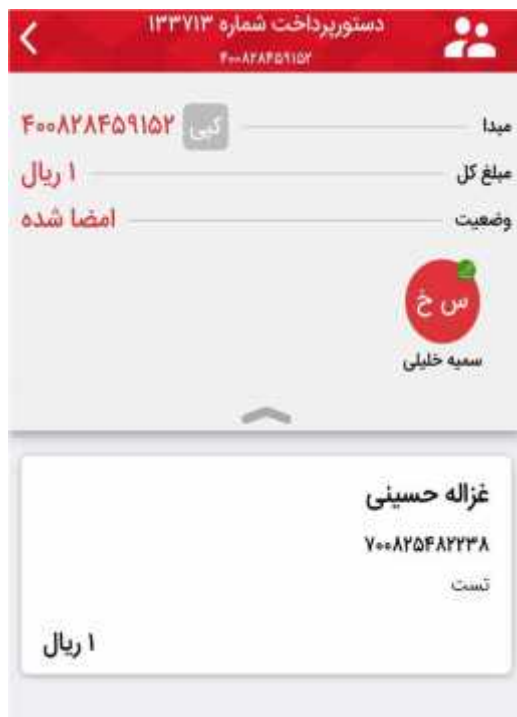 دستورپرداخت شماره ۱۳۳۷۱۳
۴۰۰۸۲۸۴۵۹۱۵۲
مبدا کپی ۴۰۰۸۲۸۴۵۹۱۵۲
مبلغ کل ۱ ریال
وضعیت امضا شده
س خ
سمیه خلیلی
غزاله حسینی
۷۰۰۸۲۵۴۸۲۲۳۸
تست
۱ ریال